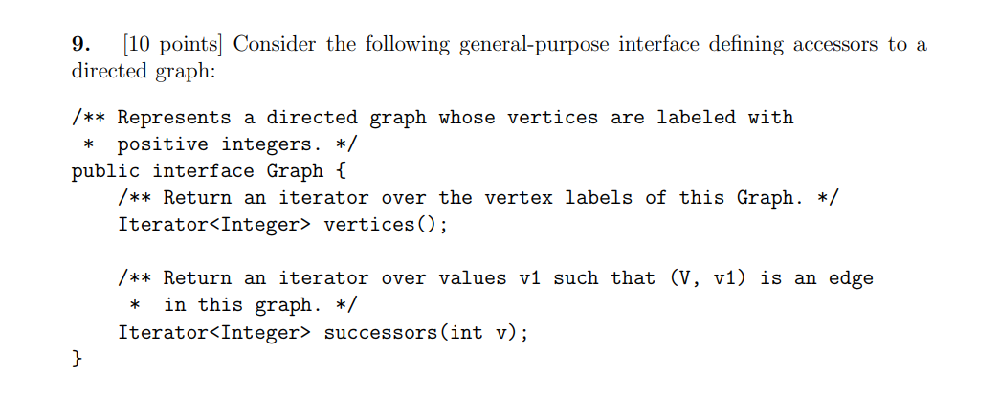 9. [10 points] Consider the following general-purpose interface defining accessors to a
directed graph:
/** Represents a directed graph whose vertices are labeled with
 *  positive integers. */
public interface Graph {
    /** Return an iterator over the vertex labels of this Graph. */
    Iterator<Integer> vertices();
    /** Return an iterator over values v1 such that (V, v1) is an edge
     *  in this graph. */
    Iterator<Integer> successors(int v);
}